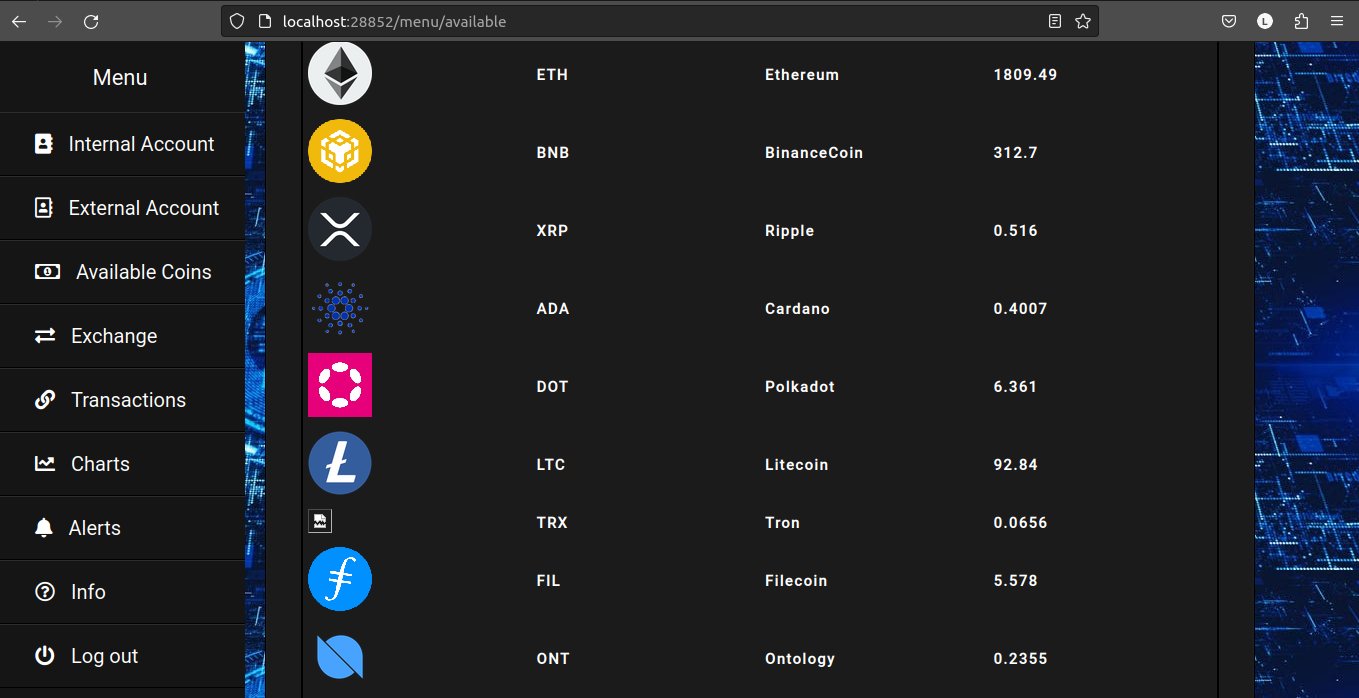 localhost:28852/menu/available
L
Menu
Internal Account
External Account
Available Coins
Exchange
Transactions
Charts
Alerts
Info
Log out
ETH Ethereum 1809.49
BNB BinanceCoin 312.7
XRP Ripple 0.516
ADA Cardano 0.4007
DOT Polkadot 6.361
LTC Litecoin 92.84
TRX Tron 0.0656
FIL Filecoin 5.578
ONT Ontology 0.2355